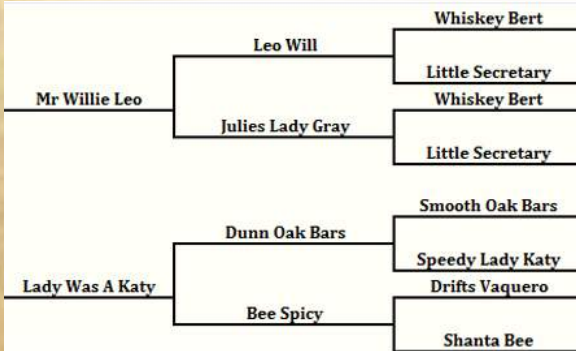 Whiskey Bert
Leo Will
Little Secretary
Mr Willie Leo
Whiskey Bert
Julies Lady Gray
Little Secretary
Smooth Oak Bars
Dunn Oak Bars
Speedy Lady Katy
Lady Was A Katy
Drifts Vaquero
Bee Spicy
Shanta Bee